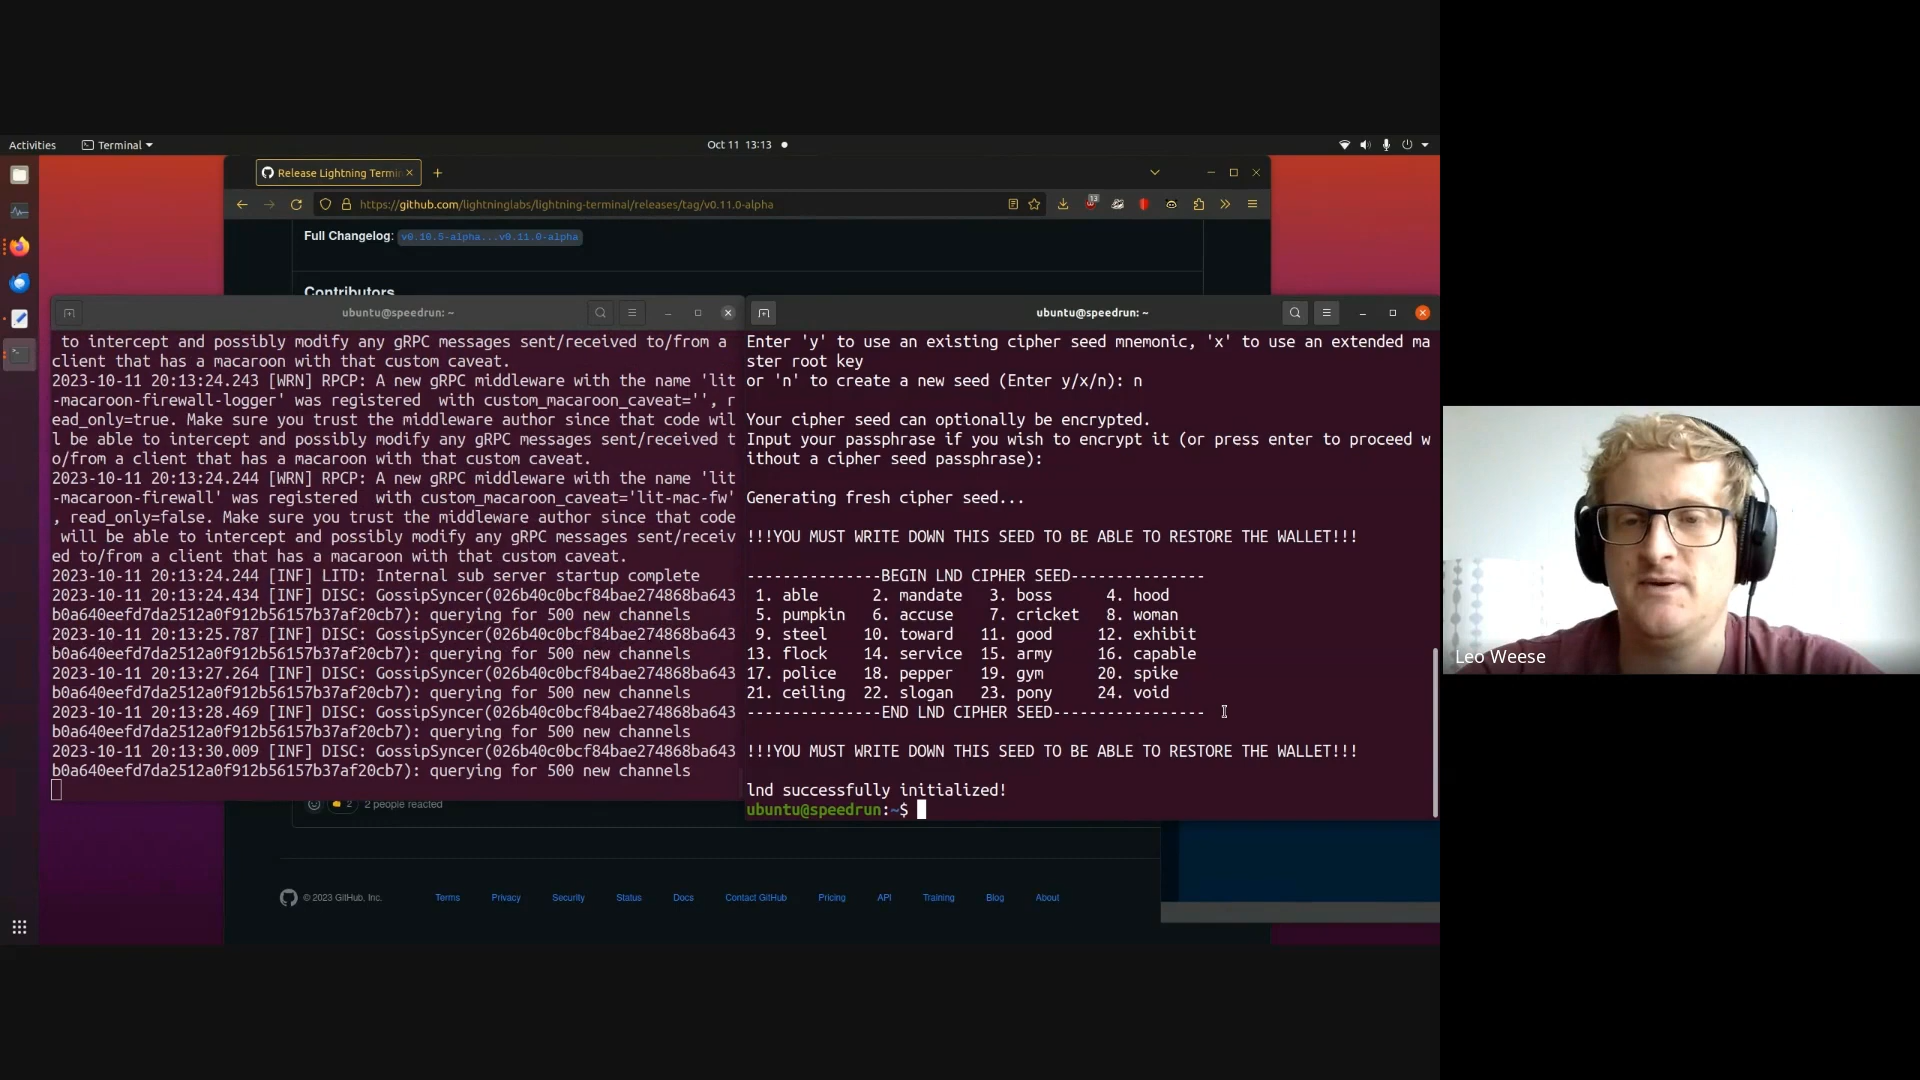 Activities
Terminal
Oct 11 13:13
Release Lightning Termin
https://github.com/lightninglabs/lightning-terminal/releases/tag/v0.11.0-alpha
13
Full Changelog: v0.10.5-alpha...v0.11.0-alpha
Contributors
ubuntu@speedrun: ~
to intercept and possibly modify any gRPC messages sent/received to/from a
client that has a macaroon with that custom caveat.
2023-10-11 20:13:24.243 [WRN] RPCP: A new gRPC middleware with the name 'lit
-macaroon-firewall-logger' was registered  with custom_macaroon_caveat='', r
ead_only=true. Make sure you trust the middleware author since that code wil
l be able to intercept and possibly modify any gRPC messages sent/received t
o/from a client that has a macaroon with that custom caveat.
2023-10-11 20:13:24.244 [WRN] RPCP: A new gRPC middleware with the name 'lit
-macaroon-firewall' was registered  with custom_macaroon_caveat='lit-mac-fw'
, read_only=false. Make sure you trust the middleware author since that code
will be able to intercept and possibly modify any gRPC messages sent/receiv
ed to/from a client that has a macaroon with that custom caveat.
2023-10-11 20:13:24.244 [INF] LITD: Internal sub server startup complete
2023-10-11 20:13:24.434 [INF] DISC: GossipSyncer(026b40c0bcf84bae274868ba643
b0a640eefd7da2512a0f912b56157b37af20cb7): querying for 500 new channels
2023-10-11 20:13:25.787 [INF] DISC: GossipSyncer(026b40c0bcf84bae274868ba643
b0a640eefd7da2512a0f912b56157b37af20cb7): querying for 500 new channels
2023-10-11 20:13:27.264 [INF] DISC: GossipSyncer(026b40c0bcf84bae274868ba643
b0a640eefd7da2512a0f912b56157b37af20cb7): querying for 500 new channels
2023-10-11 20:13:28.469 [INF] DISC: GossipSyncer(026b40c0bcf84bae274868ba643
b0a640eefd7da2512a0f912b56157b37af20cb7): querying for 500 new channels
2023-10-11 20:13:30.009 [INF] DISC: GossipSyncer(026b40c0bcf84bae274868ba643
b0a640eefd7da2512a0f912b56157b37af20cb7): querying for 500 new channels
ubuntu@speedrun: ~
Enter 'y' to use an existing cipher seed mnemonic, 'x' to use an extended ma
ster root key
or 'n' to create a new seed (Enter y/x/n): n
Your cipher seed can optionally be encrypted.
Input your passphrase if you wish to encrypt it (or press enter to proceed w
ithout a cipher seed passphrase):
Generating fresh cipher seed...
!!!YOU MUST WRITE DOWN THIS SEED TO BE ABLE TO RESTORE THE WALLET!!!
---------------BEGIN LND CIPHER SEED---------------
1. able 2. mandate 3. boss 4. hood
5. pumpkin 6. accuse 7. cricket 8. woman
9. steel 10. toward 11. good 12. exhibit
13. flock 14. service 15. army 16. capable
17. police 18. pepper 19. gym 20. spike
21. ceiling 22. slogan 23. pony 24. void
---------------END LND CIPHER SEED-----------------
!!!YOU MUST WRITE DOWN THIS SEED TO BE ABLE TO RESTORE THE WALLET!!!
lnd successfully initialized!
ubuntu@speedrun:~$
2 2 people reacted
© 2023 GitHub, Inc. Terms Privacy Security Status Docs Contact GitHub Pricing API Training Blog About
Leo Weese